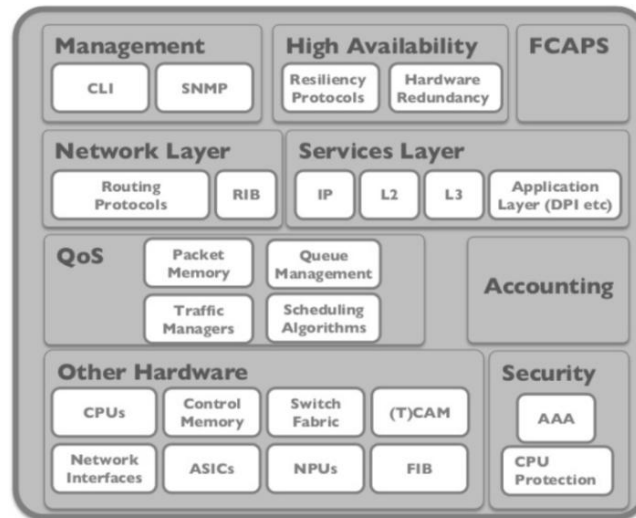 Management
CLI
SNMP
High Availability
Resiliency
Protocols
Hardware
Redundancy
FCAPS
Network Layer
Routing
Protocols
RIB
Services Layer
IP
L2
L3
Application
Layer (DPI etc)
QoS
Packet
Memory
Queue
Management
Traffic
Managers
Scheduling
Algorithms
Accounting
Other Hardware
CPUs
Control
Memory
Switch
Fabric
(T)CAM
Network
Interfaces
ASICs
NPUs
FIB
Security
AAA
CPU
Protection